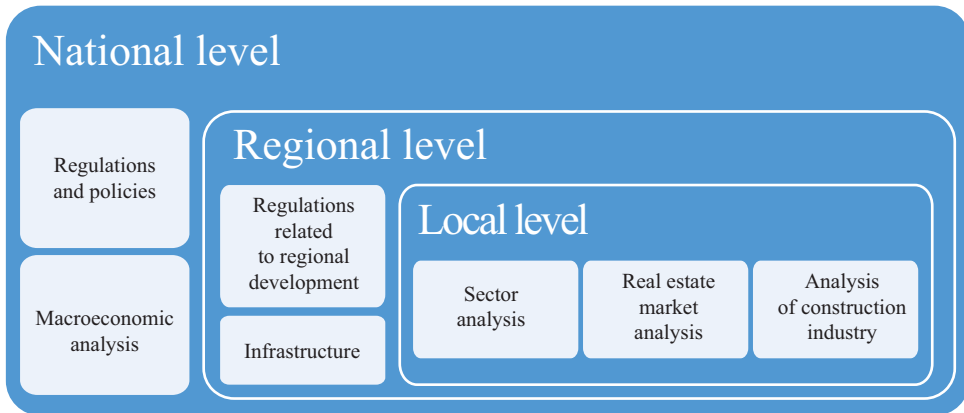 National level
Regulations
and policies
Macroeconomic
analysis
Regional level
Regulations
related
to regional
development
Infrastructure
Local level
Sector
analysis
Real estate
market
analysis
Analysis
of construction
industry